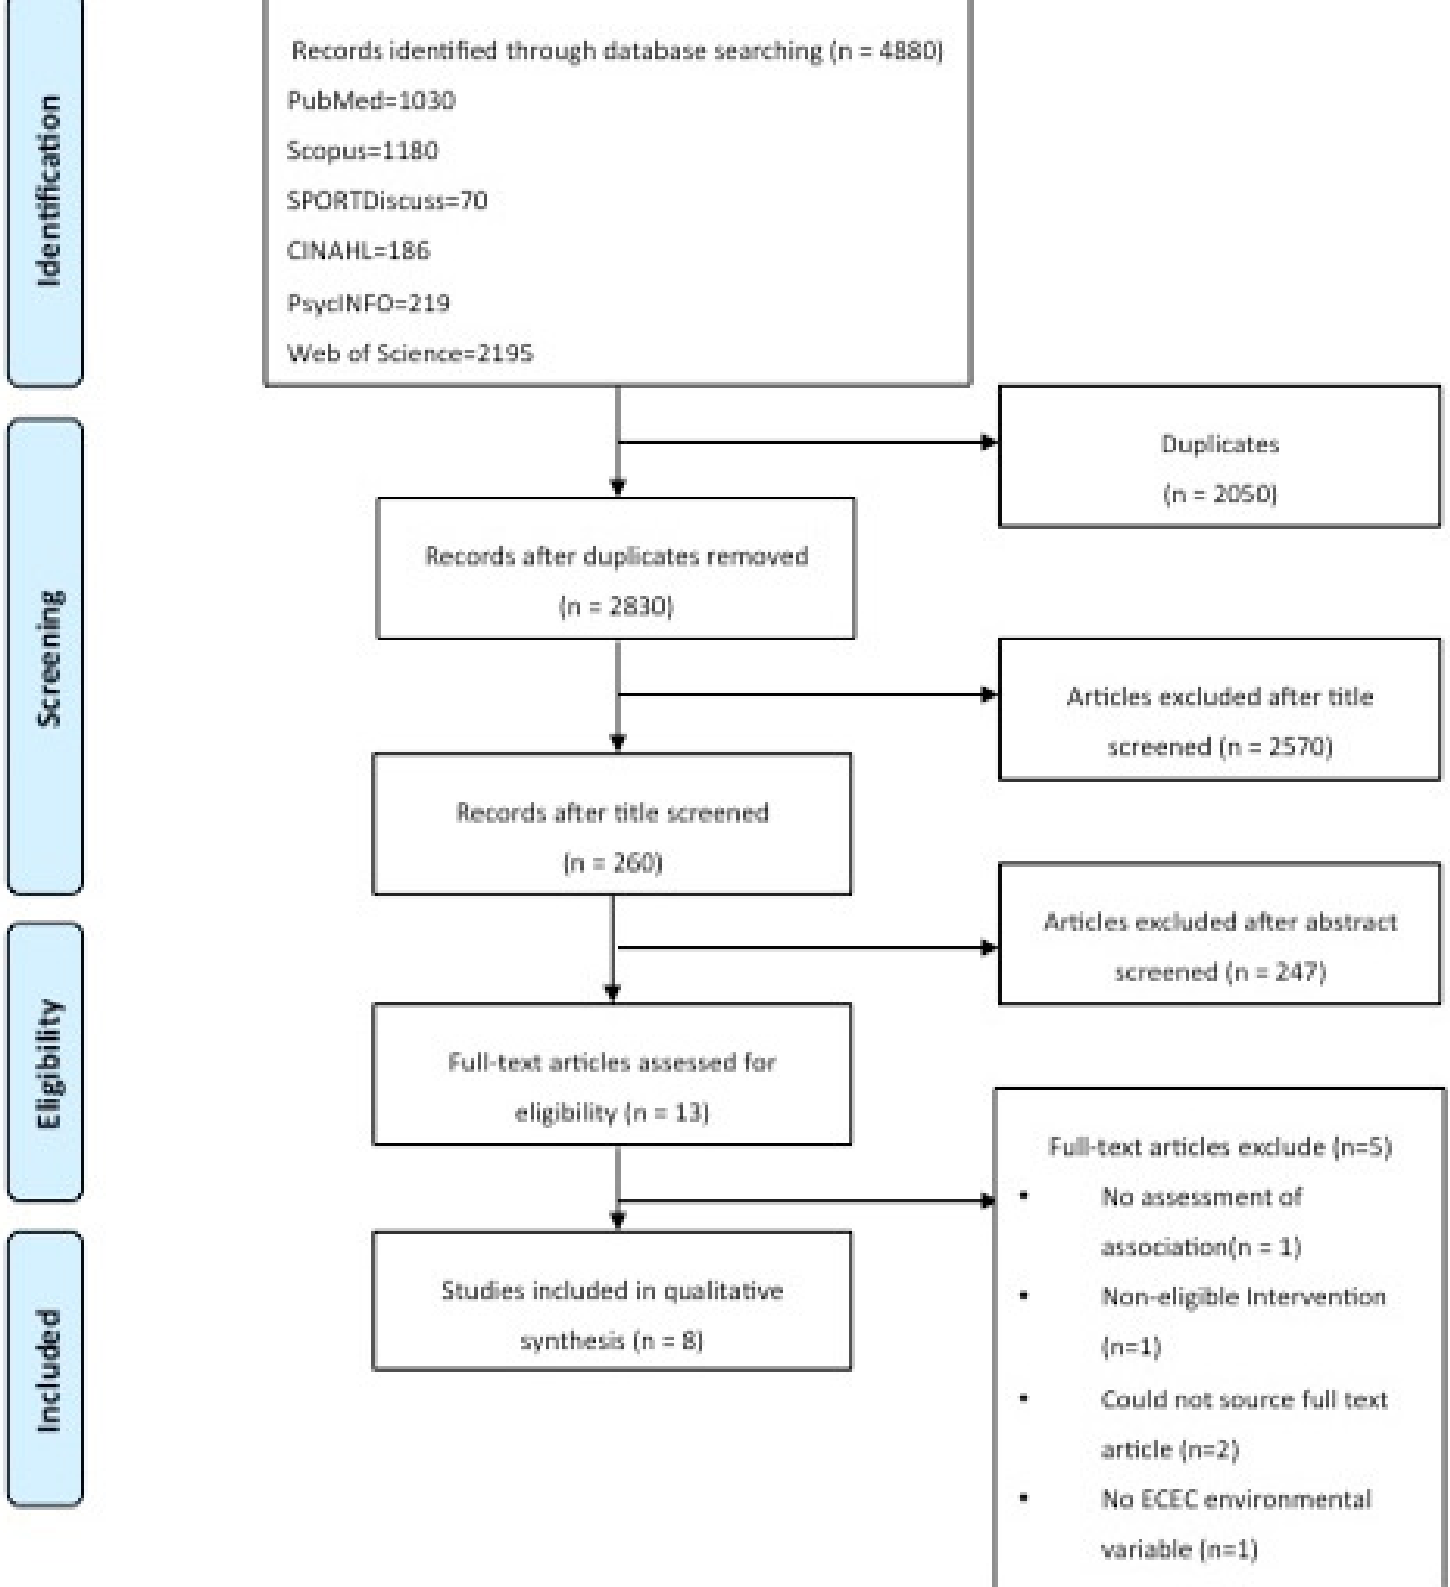 Identification
Records identified through database searching (n = 4880)
PubMed=1030
Scopus=1180
SPORTDiscuss=70
CINAHL=186
PsycINFO=219
Web of Science=2195
Screening
Duplicates
(n = 2050)
Records after duplicates removed
(n = 2830)
Articles excluded after title
screened (n = 2570)
Records after title screened
(n = 260)
Eligibility
Articles excluded after abstract
screened (n = 247)
Full-text articles assessed for
eligibility (n = 13)
Full-text articles exclude (n=5)
• No assessment of
association(n = 1)
• Non-eligible Intervention
(n=1)
• Could not source full text
article (n=2)
• No ECEC environmental
variable (n=1)
Included
Studies included in qualitative
synthesis (n = 8)